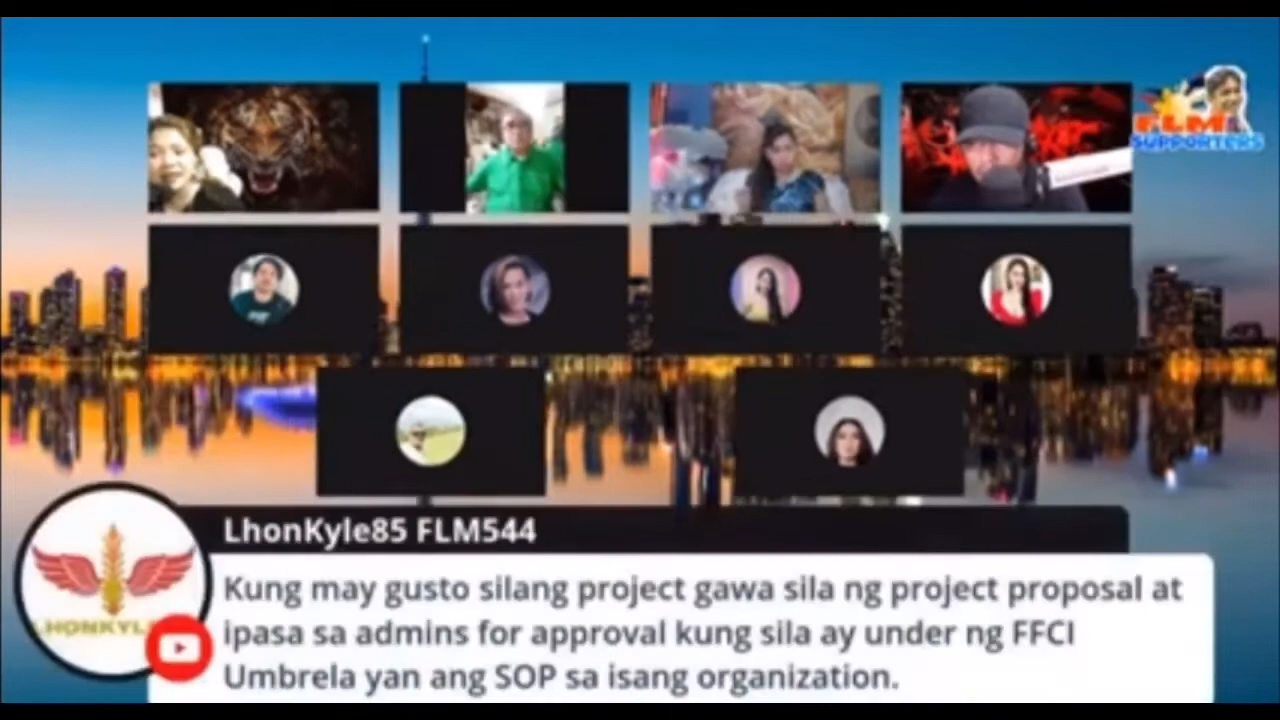 FLM
SUPPORTERS
LhonKyle85 FLM544
Kung may gusto silang project gawa sila ng project proposal at
ipasa sa admins for approval kung sila ay under ng FFCI
Umbrela yan ang SOP sa isang organization.
LHONKYLE